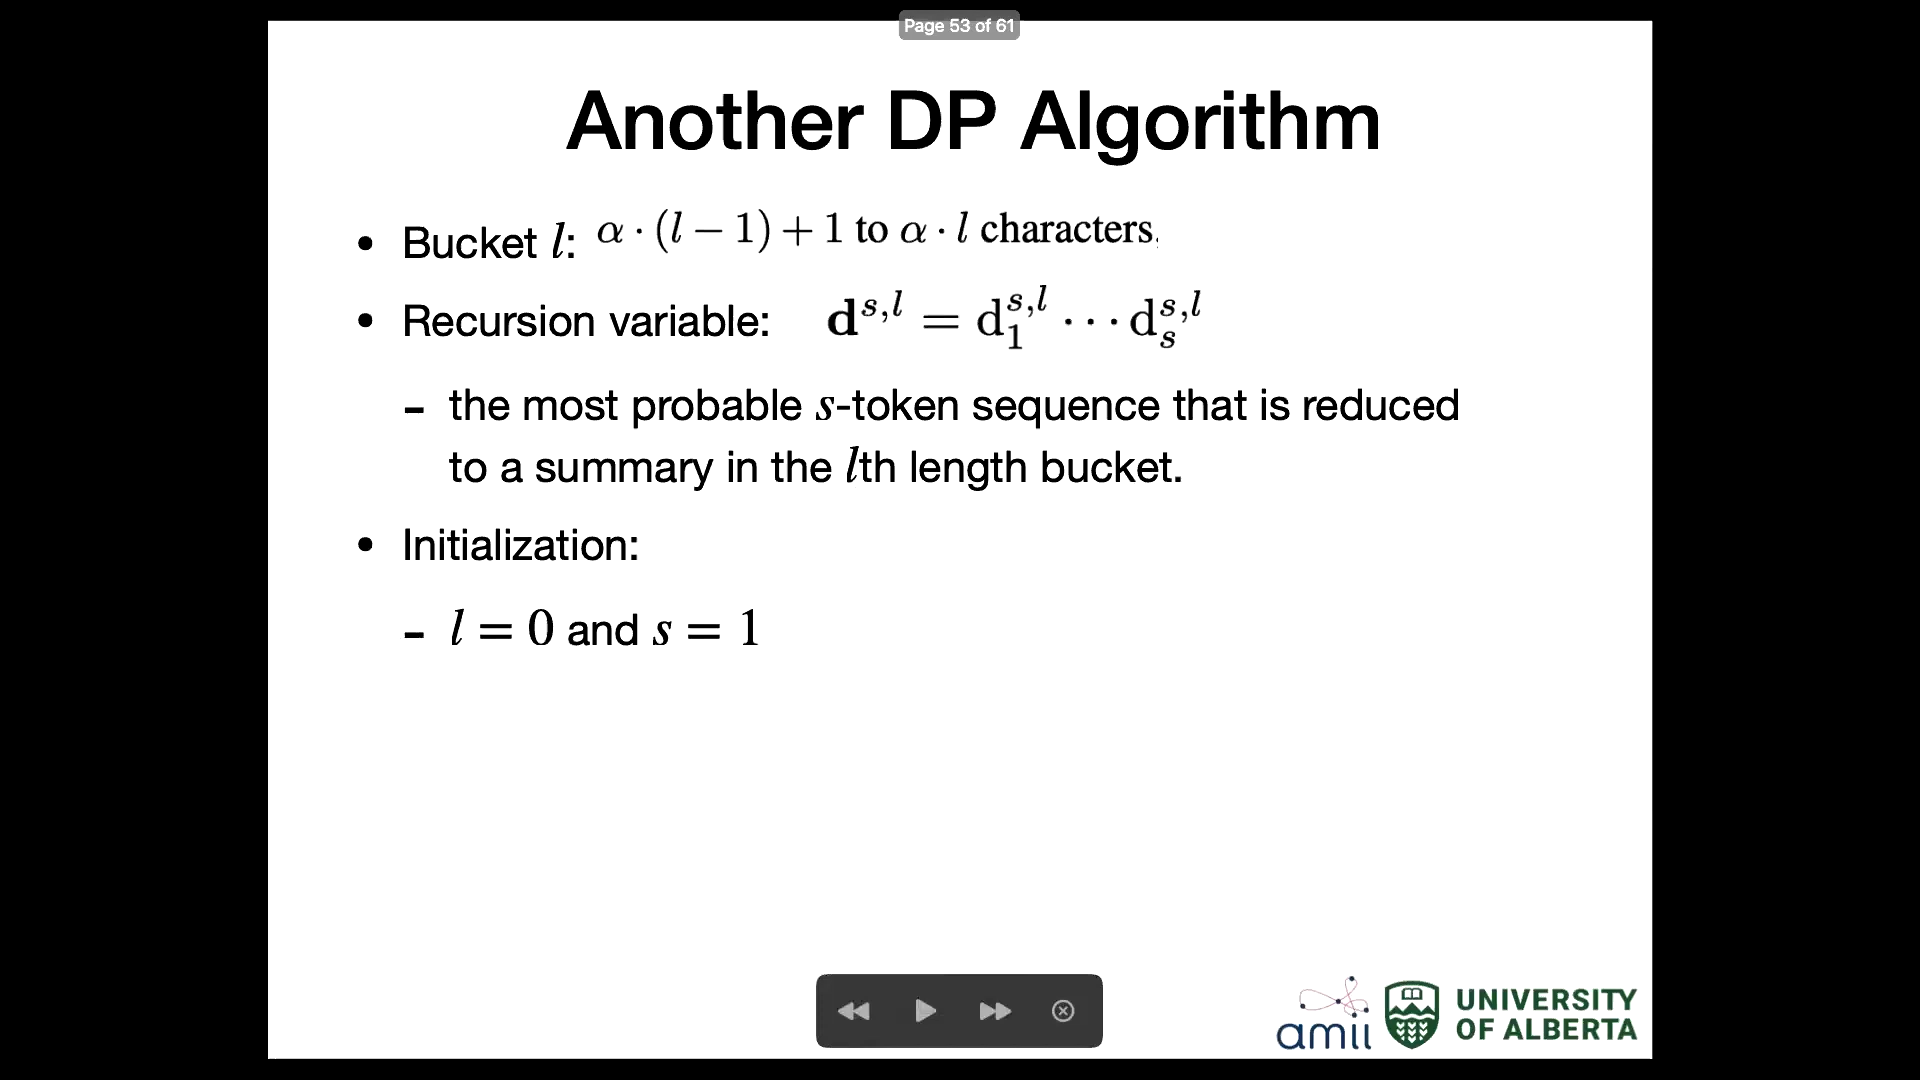 Page 53 of 61
Another DP Algorithm
• Bucket l: α · (l − 1) + 1 to α · l characters.
• Recursion variable: d^{s,l} = d_1^{s,l} ··· d_s^{s,l}
- the most probable s-token sequence that is reduced
to a summary in the lth length bucket.
• Initialization:
- l = 0 and s = 1
amii
UNIVERSITY
OF ALBERTA